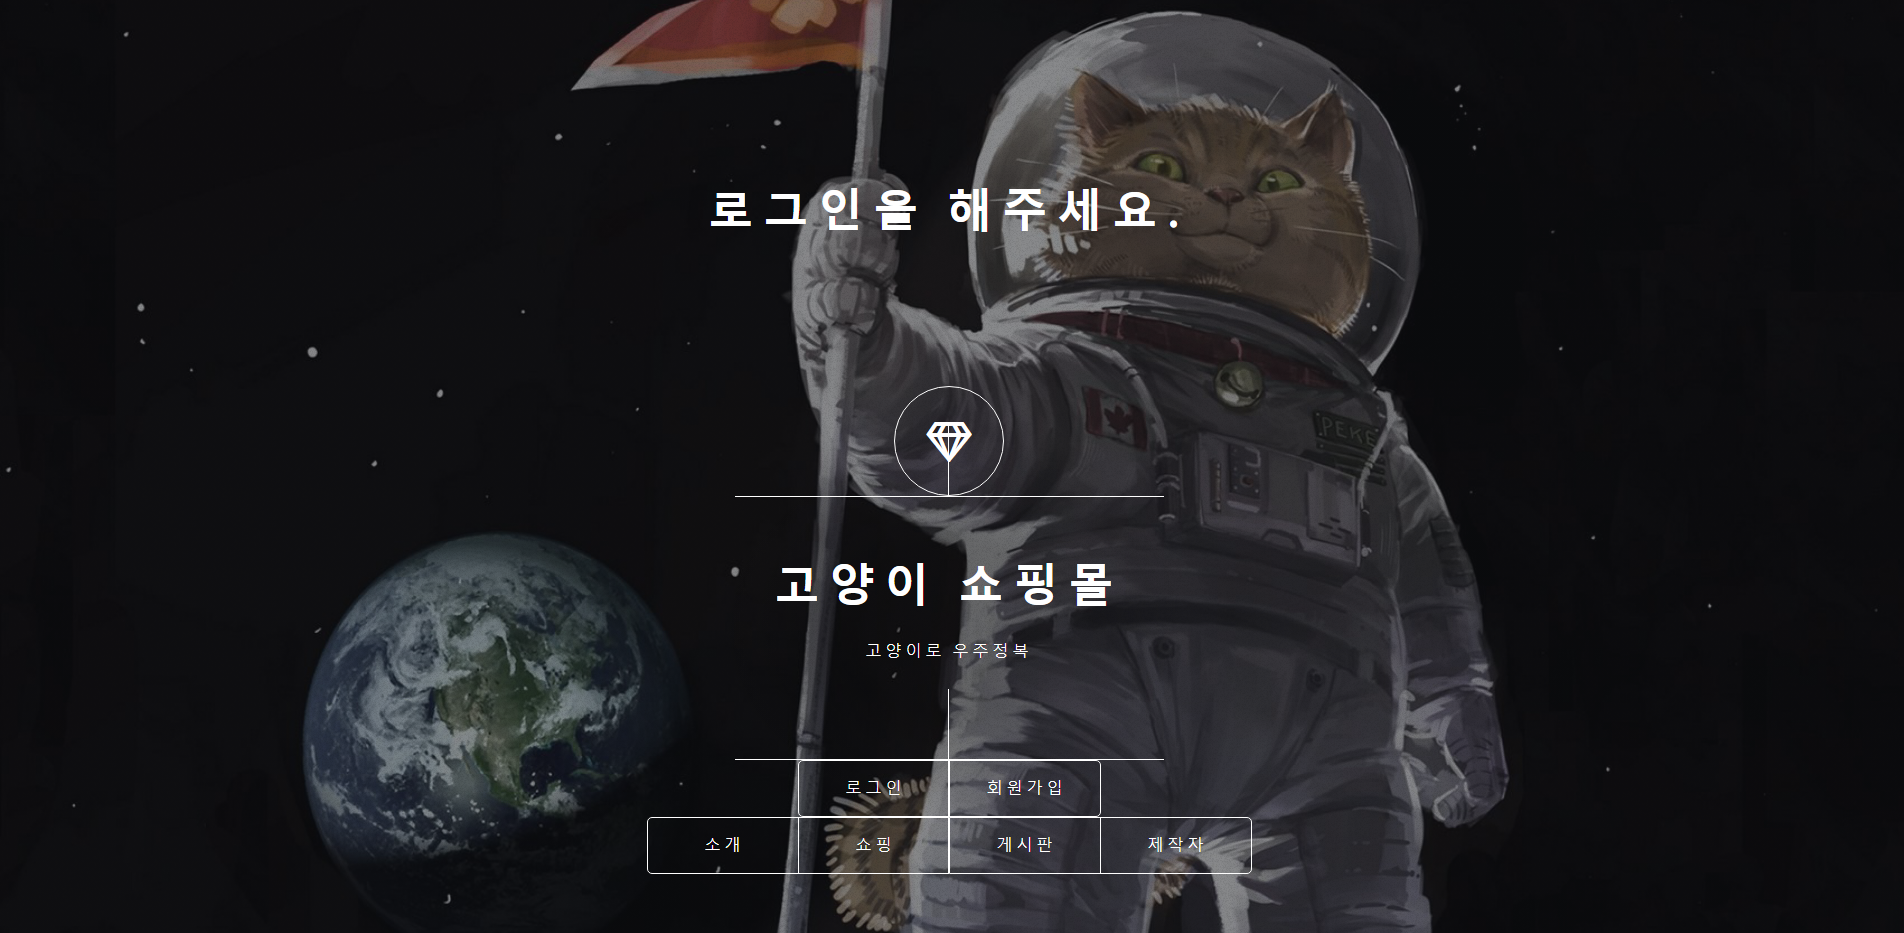 로그인을 해주세요.
PEKE
고양이 쇼핑몰
고양이로 우주정복
로그인 회원가입
소개 쇼핑 게시판 제작자